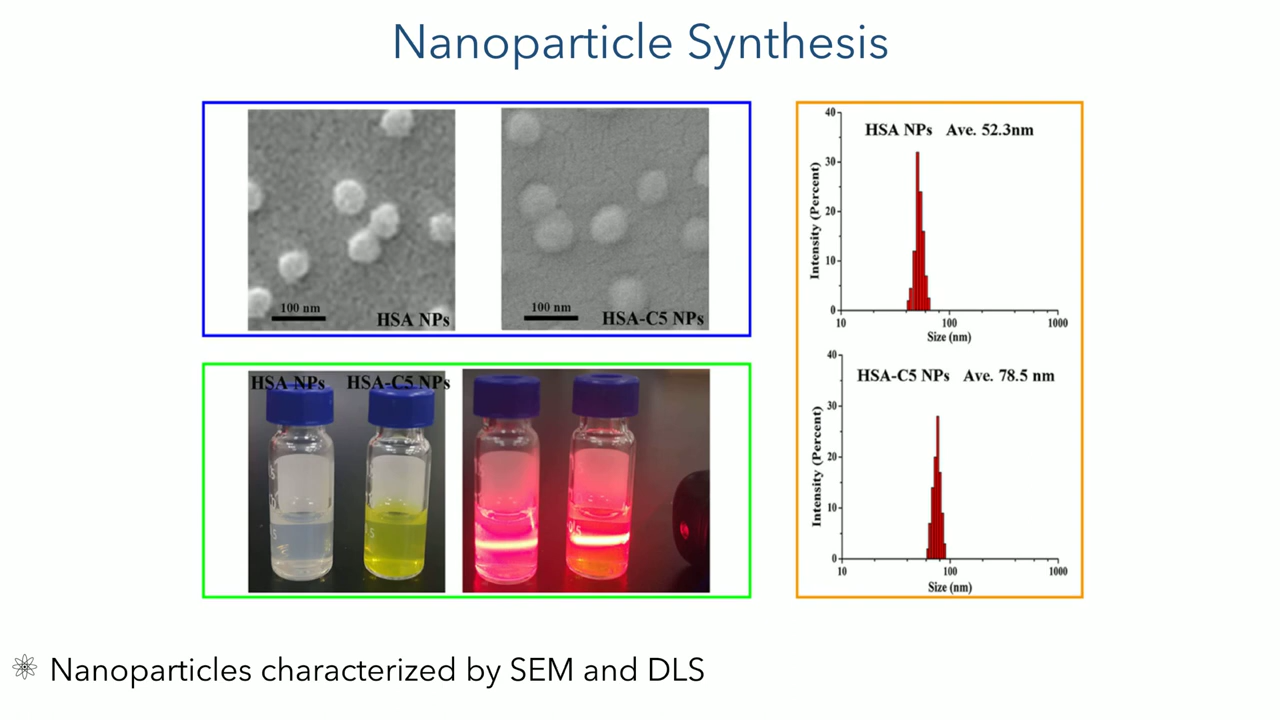 Nanoparticle Synthesis
100 nm
HSA NPs
100 nm
HSA-C5 NPs
HSA NPs HSA-C5 NPs
40
30
20
10
0
Intensity (Percent)
HSA NPs Ave. 52.3nm
10 100 1000
Size (nm)
40
30
20
10
0
Intensity (Percent)
HSA-C5 NPs Ave. 78.5 nm
10 100 1000
Size (nm)
Nanoparticles characterized by SEM and DLS